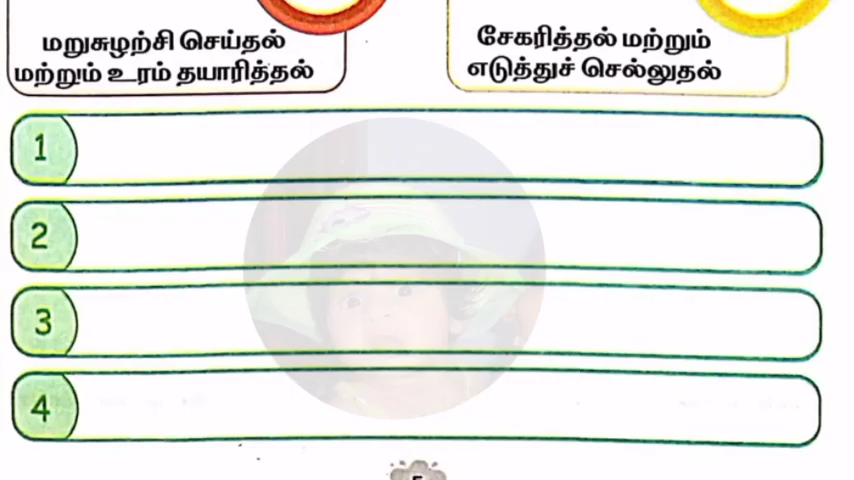 மறுசுழற்சி செய்தல்
மற்றும் உரம் தயாரித்தல்
சேகரித்தல் மற்றும்
எடுத்துச் செல்லுதல்
1
2
3
4